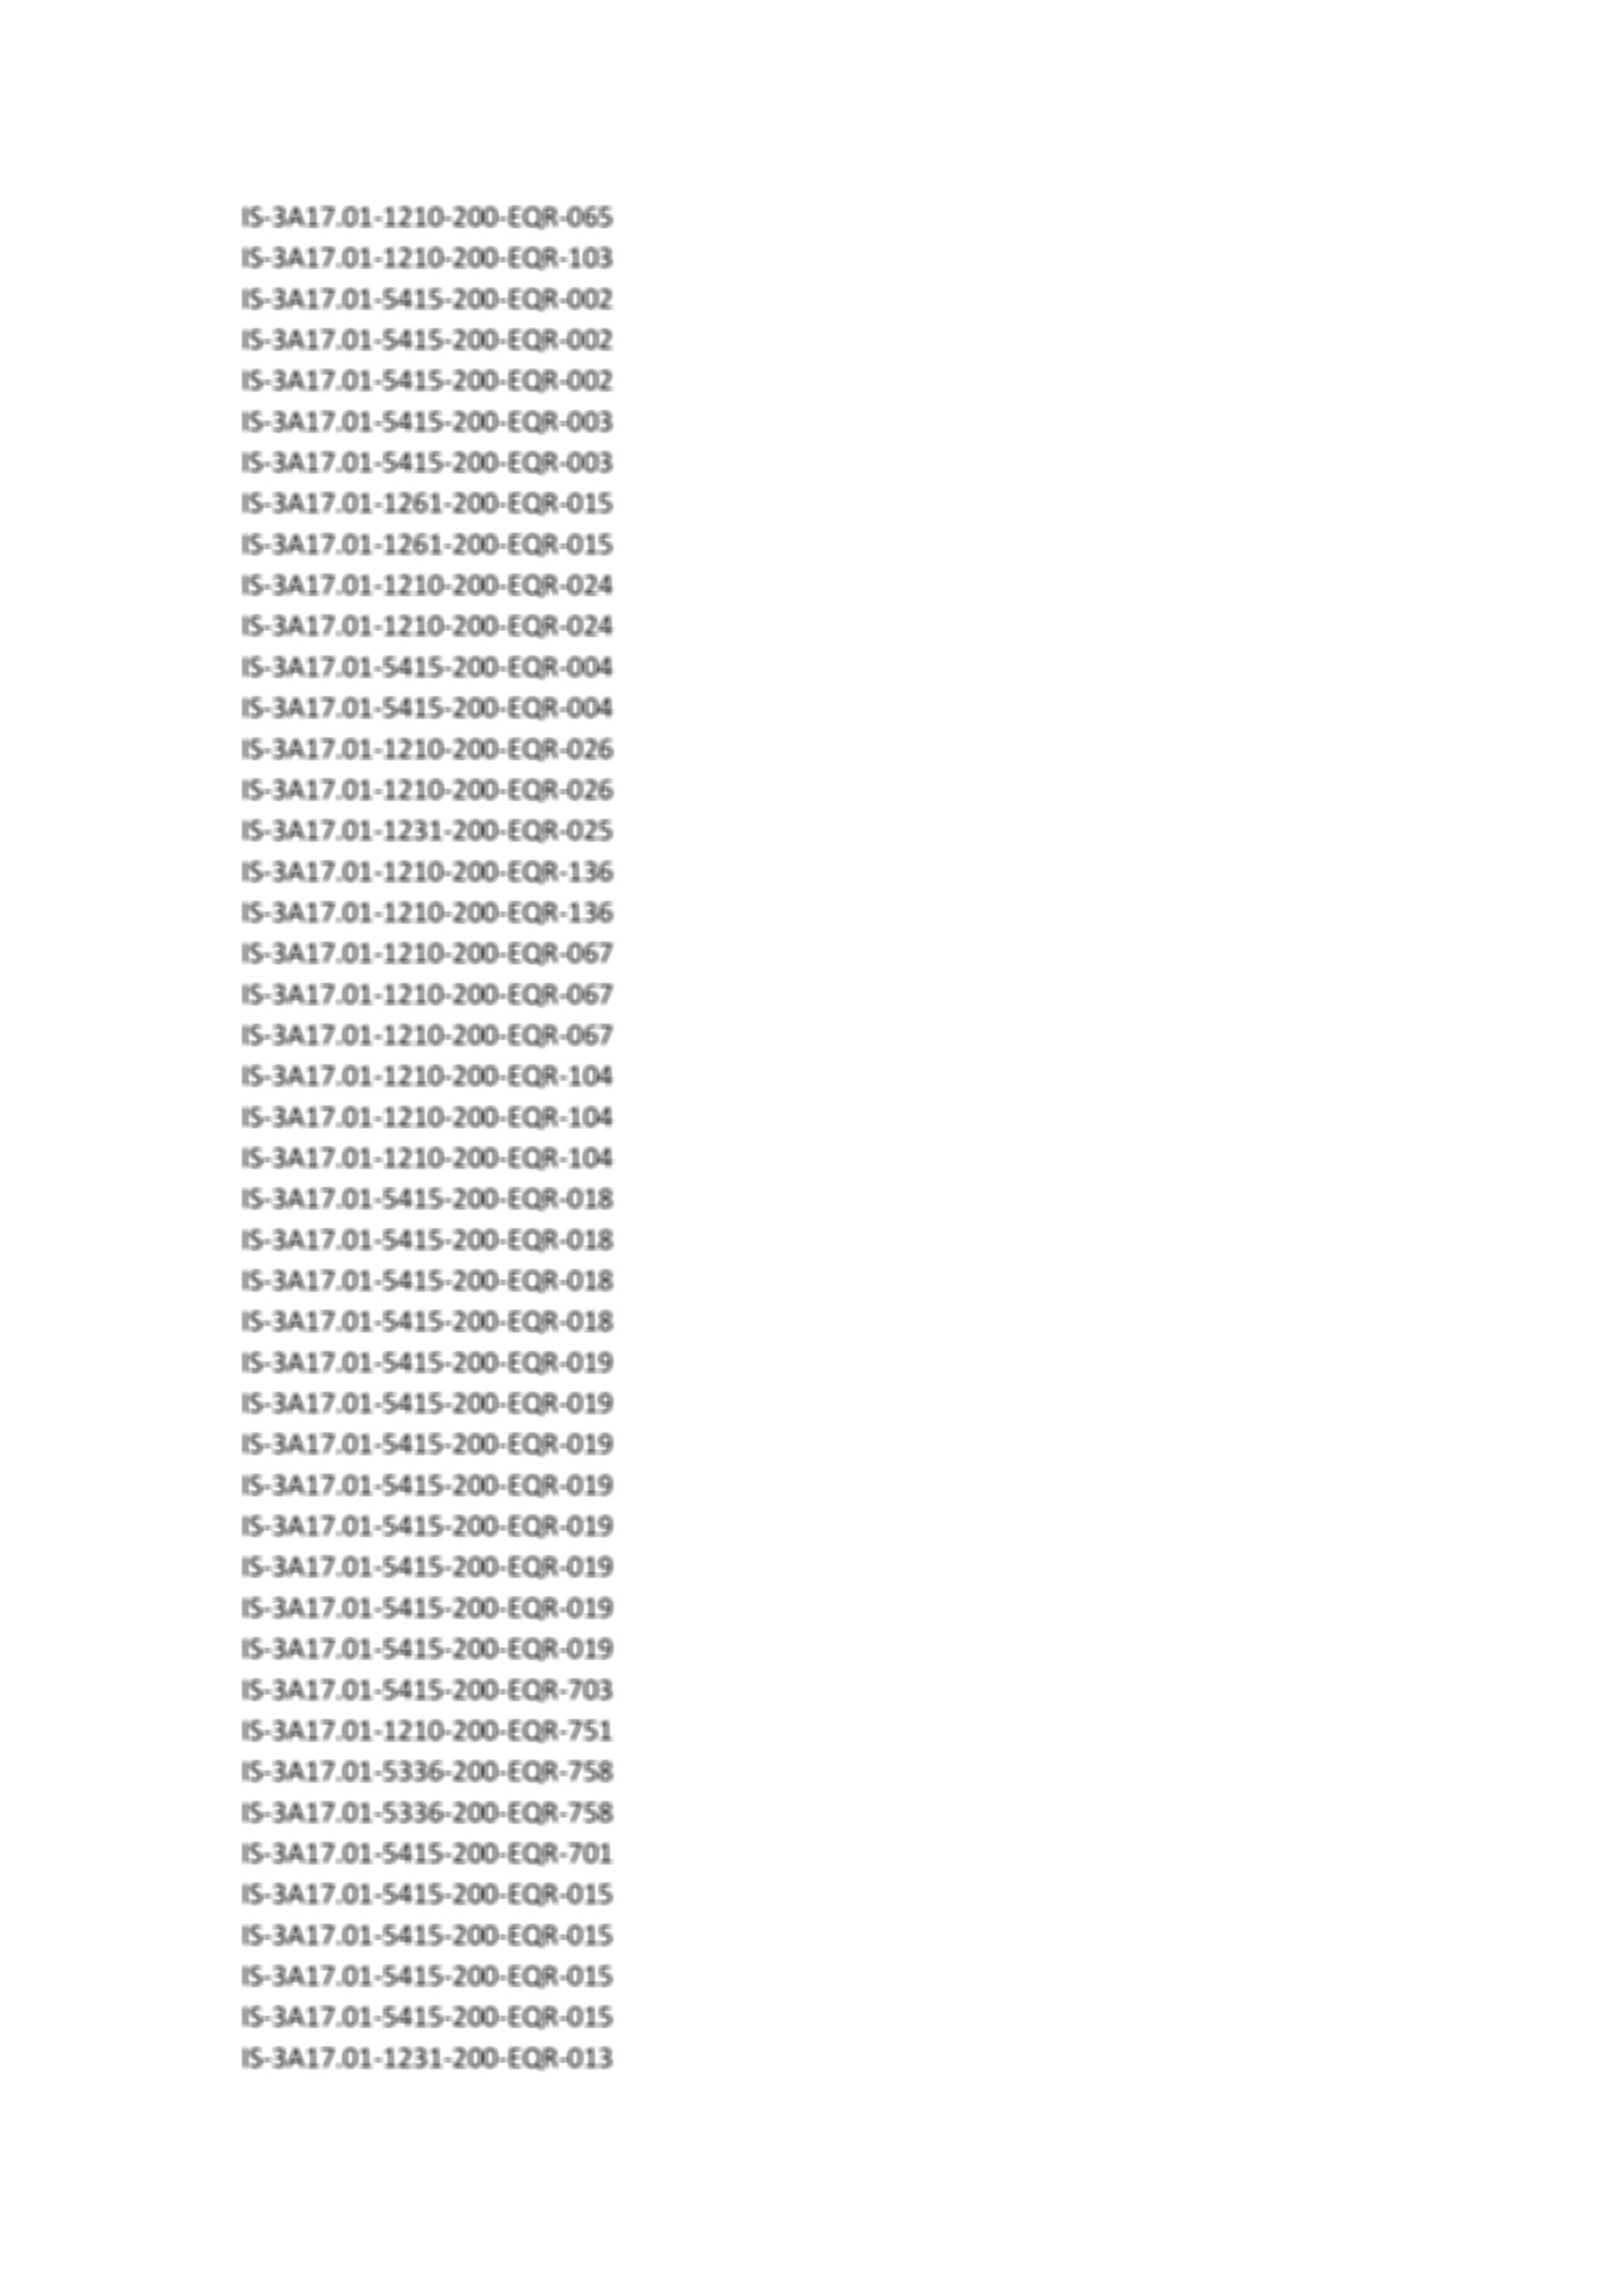 IS-3A17.01-1210-200-EQR-065
IS-3A17.01-1210-200-EQR-103
IS-3A17.01-5415-200-EQR-002
IS-3A17.01-5415-200-EQR-002
IS-3A17.01-5415-200-EQR-002
IS-3A17.01-5415-200-EQR-003
IS-3A17.01-5415-200-EQR-003
IS-3A17.01-1261-200-EQR-015
IS-3A17.01-1261-200-EQR-015
IS-3A17.01-1210-200-EQR-024
IS-3A17.01-1210-200-EQR-024
IS-3A17.01-5415-200-EQR-004
IS-3A17.01-5415-200-EQR-004
IS-3A17.01-1210-200-EQR-026
IS-3A17.01-1210-200-EQR-026
IS-3A17.01-1231-200-EQR-025
IS-3A17.01-1210-200-EQR-136
IS-3A17.01-1210-200-EQR-136
IS-3A17.01-1210-200-EQR-067
IS-3A17.01-1210-200-EQR-067
IS-3A17.01-1210-200-EQR-067
IS-3A17.01-1210-200-EQR-104
IS-3A17.01-1210-200-EQR-104
IS-3A17.01-1210-200-EQR-104
IS-3A17.01-5415-200-EQR-018
IS-3A17.01-5415-200-EQR-018
IS-3A17.01-5415-200-EQR-018
IS-3A17.01-5415-200-EQR-018
IS-3A17.01-5415-200-EQR-019
IS-3A17.01-5415-200-EQR-019
IS-3A17.01-5415-200-EQR-019
IS-3A17.01-5415-200-EQR-019
IS-3A17.01-5415-200-EQR-019
IS-3A17.01-5415-200-EQR-019
IS-3A17.01-5415-200-EQR-019
IS-3A17.01-5415-200-EQR-019
IS-3A17.01-5415-200-EQR-703
IS-3A17.01-1210-200-EQR-751
IS-3A17.01-5336-200-EQR-758
IS-3A17.01-5336-200-EQR-758
IS-3A17.01-5415-200-EQR-701
IS-3A17.01-5415-200-EQR-015
IS-3A17.01-5415-200-EQR-015
IS-3A17.01-5415-200-EQR-015
IS-3A17.01-5415-200-EQR-015
IS-3A17.01-1231-200-EQR-013